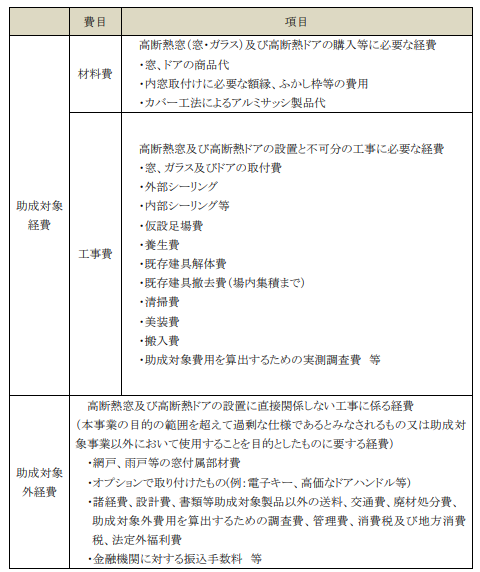 費目
項目
助成対象
経費
材料費
高断熱窓（窓・ガラス）及び高断熱ドアの購入等に必要な経費
・窓、ドアの商品代
・内窓取付けに必要な額縁、ふかし枠等の費用
・カバー工法によるアルミサッシ製品代
工事費
高断熱窓及び高断熱ドアの設置と不可分の工事に必要な経費
・窓、ガラス及びドアの取付費
・外部シーリング
・内部シーリング等
・仮設足場費
・養生費
・既存建具解体費
・既存建具撤去費（場内集積まで）
・清掃費
・美装費
・搬入費
・助成対象費用を算出するための実測調査費　等
助成対象
外経費
高断熱窓及び高断熱ドアの設置に直接関係しない工事に係る経費
（本事業の目的の範囲を超えて過剰な仕様であるとみなされるもの又は助成対
象事業以外において使用することを目的としたものに要する経費）
・網戸、雨戸等の窓付属部材費
・オプションで取り付けたもの（例：電子キー、高価なドアハンドル等）
・諸経費、設計費、書類等助成対象製品以外の送料、交通費、廃材処分費、
助成対象外費用を算出するための調査費、管理費、消費税及び地方消費
税、法定外福利費
・金融機関に対する振込手数料　等